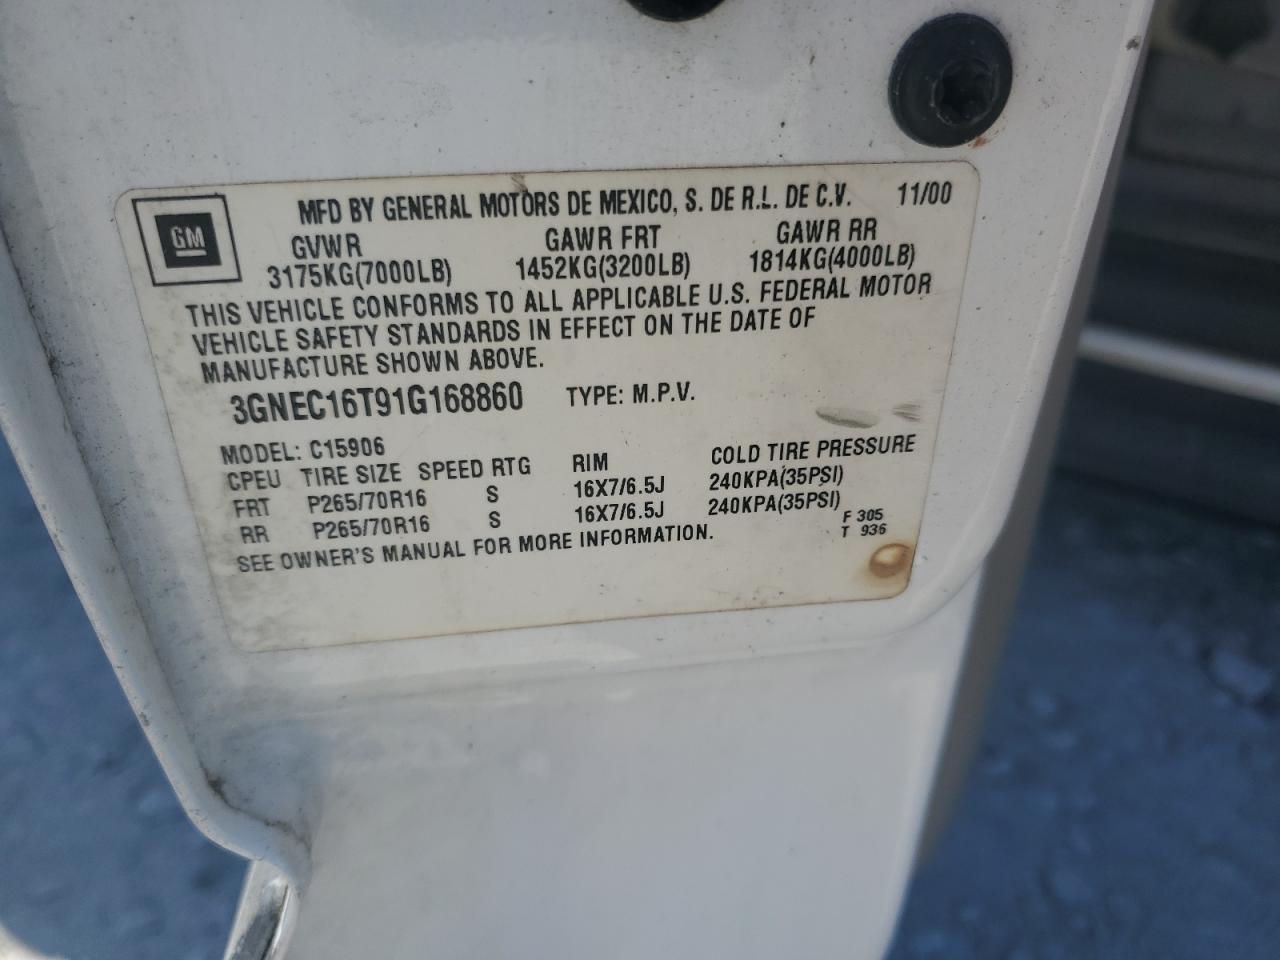 GM
MFD BY GENERAL MOTORS DE MEXICO, S. DE R.L. DE C.V. 11/00
GVWR GAWR FRT GAWR RR
3175KG(7000LB) 1452KG(3200LB) 1814KG(4000LB)
THIS VEHICLE CONFORMS TO ALL APPLICABLE U.S. FEDERAL MOTOR
VEHICLE SAFETY STANDARDS IN EFFECT ON THE DATE OF
MANUFACTURE SHOWN ABOVE.
3GNEC16T91G168860 TYPE: M.P.V.
MODEL: C15906
CPEU TIRE SIZE SPEED RTG RIM COLD TIRE PRESSURE
FRT P265/70R16 S 16X7/6.5J 240KPA(35PSI)
RR P265/70R16 S 16X7/6.5J 240KPA(35PSI)
SEE OWNER'S MANUAL FOR MORE INFORMATION.
F 305
T 936